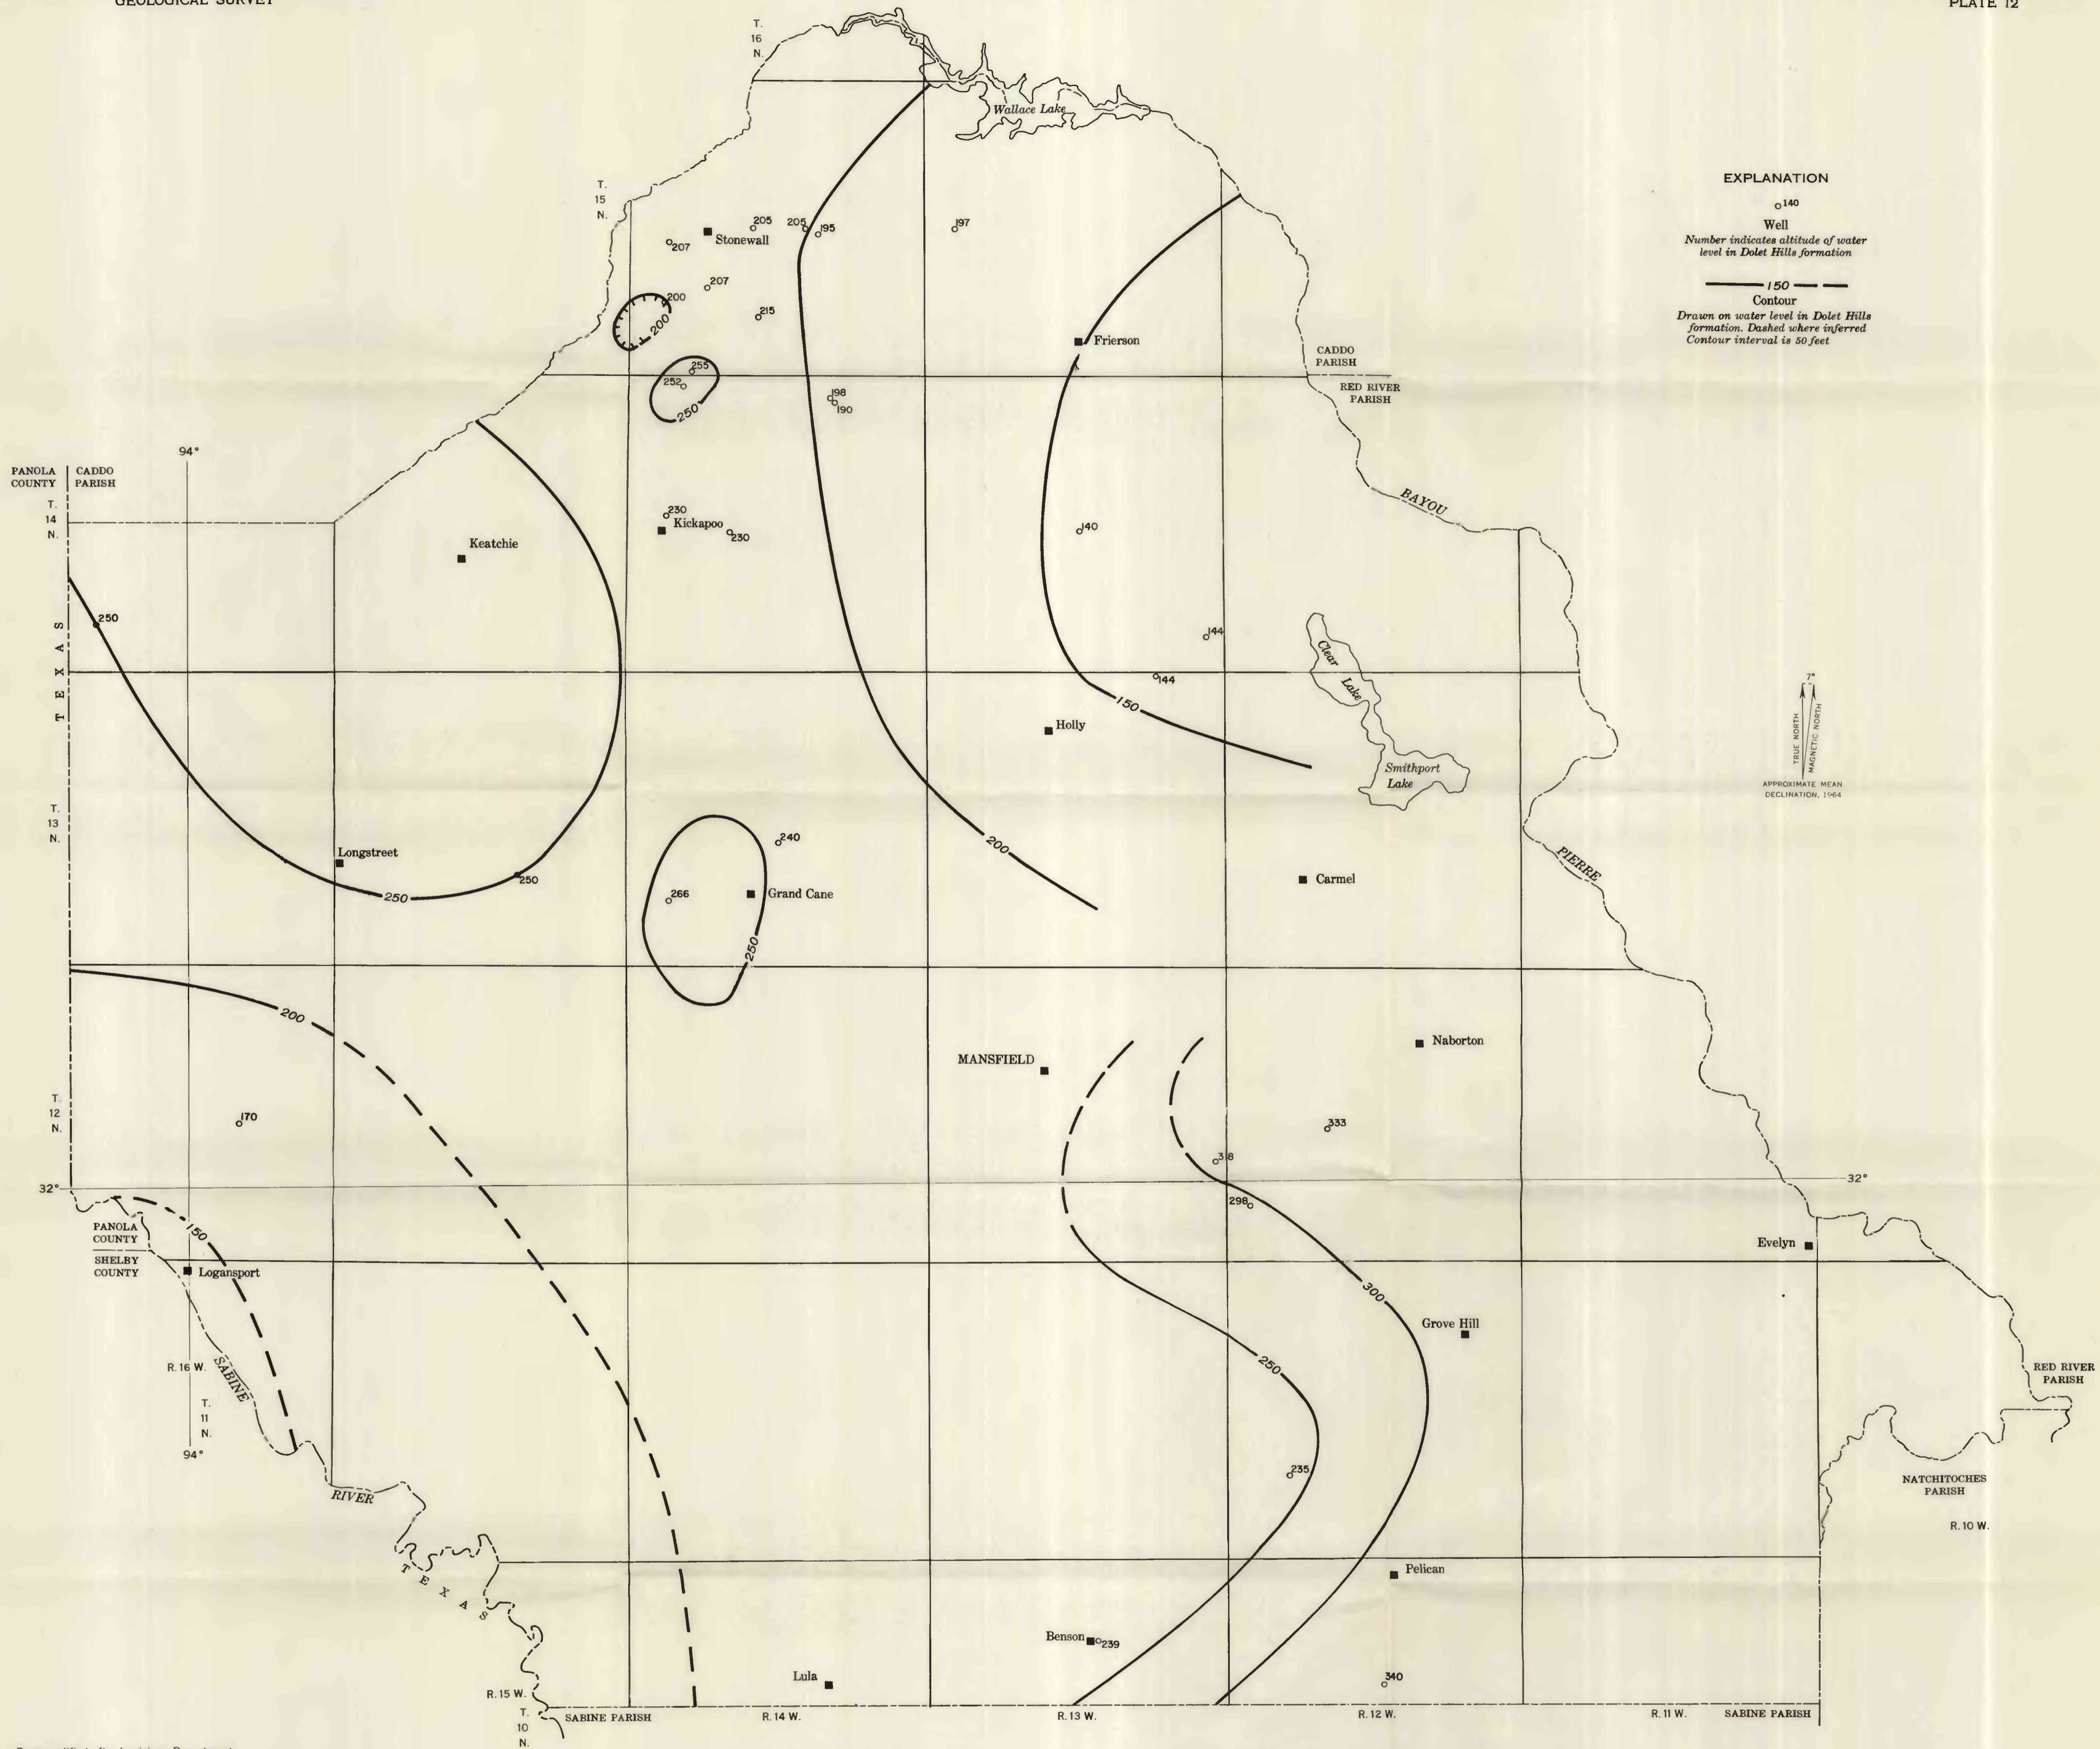 GEOLOGICAL SURVEY
PLATE 12
T.
16
N.
Wallace Lake
EXPLANATION
140
Well
Number indicates altitude of water
level in Dolet Hills formation
150
Contour
Drawn on water level in Dolet Hills
formation. Dashed where inferred
Contour interval is 50 feet
T.
15
N.
205
205
195
197
207
Stonewall
207
200
200
215
Frierson
CADDO
PARISH
RED RIVER
PARISH
255
252
250
198
190
94°
PANOLA
COUNTY
CADDO
PARISH
T.
14
N.
BAYOU
230
Kickapoo
230
140
Keatchie
250
TEXAS
144
144
Clear
Lake
150
Holly
Smithport
Lake
7°
TRUE NORTH
MAGNETIC NORTH
APPROXIMATE MEAN
DECLINATION, 1964
T.
13
N.
240
200
Longstreet
250
250
266
Grand Cane
250
Carmel
PIERRE
200
MANSFIELD
Naborton
T.
12
N.
170
333
318
32°
32°
298
PANOLA
COUNTY
SHELBY
COUNTY
150
Logansport
Evelyn
300
Grove Hill
250
R. 16 W.
SABINE
T.
11
N.
94°
RED RIVER
PARISH
235
RIVER
NATCHITOCHES
PARISH
R. 10 W.
TEXAS
Pelican
Benson
239
Lula
340
R. 15 W.
T.
10
N.
SABINE PARISH
R. 14 W.
R. 13 W.
R. 12 W.
R. 11 W.
SABINE PARISH